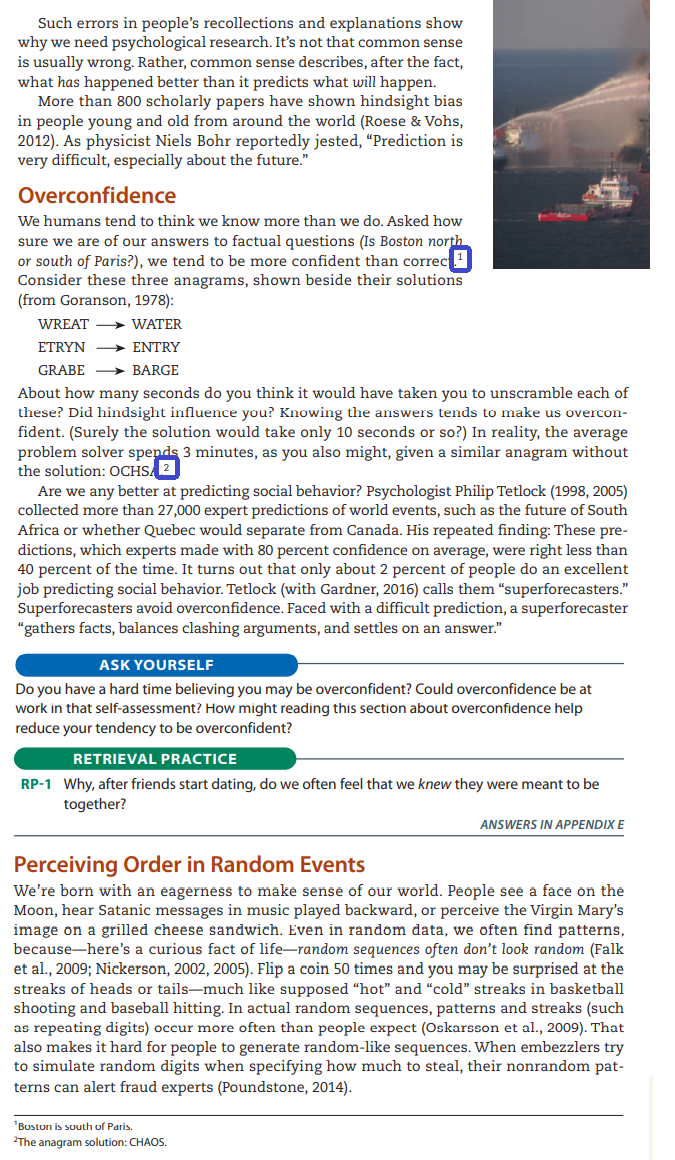 Such errors in people's recollections and explanations show
why we need psychological research. It's not that common sense
is usually wrong. Rather, common sense describes, after the fact,
what has happened better than it predicts what will happen.
More than 800 scholarly papers have shown hindsight bias
in people young and old from around the world (Roese & Vohs,
2012). As physicist Niels Bohr reportedly jested, “Prediction is
very difficult, especially about the future.”
Overconfidence
We humans tend to think we know more than we do. Asked how
sure we are of our answers to factual questions (Is Boston north
or south of Paris?), we tend to be more confident than correct.1
Consider these three anagrams, shown beside their solutions
(from Goranson, 1978):
WREAT → WATER
ETRYN → ENTRY
GRABE → BARGE
About how many seconds do you think it would have taken you to unscramble each of
these? Did hindsight influence you? Knowing the answers tends to make us overcon-
fident. (Surely the solution would take only 10 seconds or so?) In reality, the average
problem solver spends 3 minutes, as you also might, given a similar anagram without
the solution: OCHSA.2
Are we any better at predicting social behavior? Psychologist Philip Tetlock (1998, 2005)
collected more than 27,000 expert predictions of world events, such as the future of South
Africa or whether Quebec would separate from Canada. His repeated finding: These pre-
dictions, which experts made with 80 percent confidence on average, were right less than
40 percent of the time. It turns out that only about 2 percent of people do an excellent
job predicting social behavior. Tetlock (with Gardner, 2016) calls them “superforecasters.”
Superforecasters avoid overconfidence. Faced with a difficult prediction, a superforecaster
“gathers facts, balances clashing arguments, and settles on an answer.”
ASK YOURSELF
Do you have a hard time believing you may be overconfident? Could overconfidence be at
work in that self-assessment? How might reading this section about overconfidence help
reduce your tendency to be overconfident?
RETRIEVAL PRACTICE
RP-1 Why, after friends start dating, do we often feel that we knew they were meant to be
together?
ANSWERS IN APPENDIX E
Perceiving Order in Random Events
We're born with an eagerness to make sense of our world. People see a face on the
Moon, hear Satanic messages in music played backward, or perceive the Virgin Mary's
image on a grilled cheese sandwich. Even in random data, we often find patterns,
because—here's a curious fact of life—random sequences often don't look random (Falk
et al., 2009; Nickerson, 2002, 2005). Flip a coin 50 times and you may be surprised at the
streaks of heads or tails—much like supposed “hot” and “cold” streaks in basketball
shooting and baseball hitting. In actual random sequences, patterns and streaks (such
as repeating digits) occur more often than people expect (Oskarsson et al., 2009). That
also makes it hard for people to generate random-like sequences. When embezzlers try
to simulate random digits when specifying how much to steal, their nonrandom pat-
terns can alert fraud experts (Poundstone, 2014).
1Boston is south of Paris.
2The anagram solution: CHAOS.